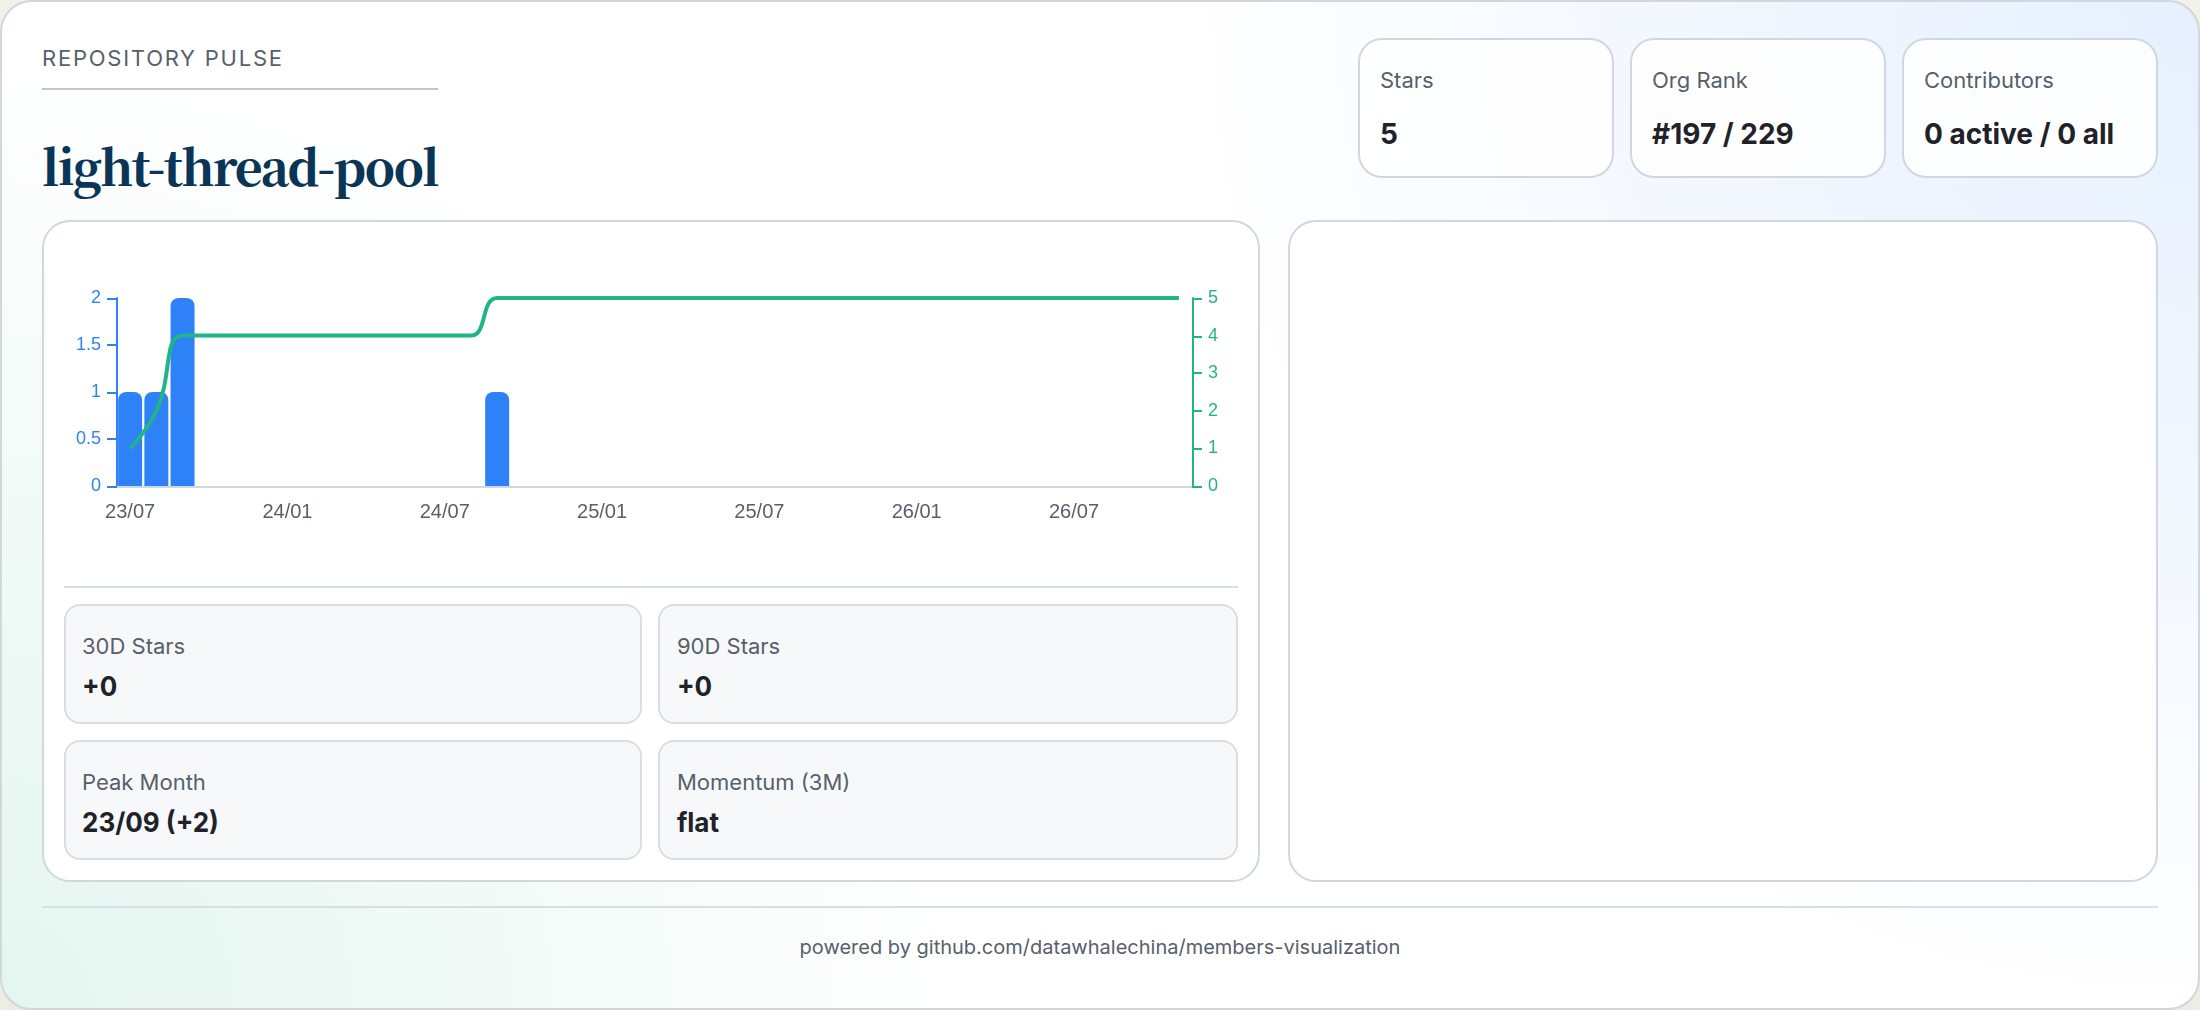 REPOSITORY PULSE
light-thread-pool
Stars
5
Org Rank
#197 / 229
Contributors
0 active / 0 all
2
1.5
1
0.5
0
5
4
3
2
1
0
23/07
24/01
24/07
25/01
25/07
26/01
26/07
30D Stars
+0
90D Stars
+0
Peak Month
23/09 (+2)
Momentum (3M)
flat
powered by github.com/datawhalechina/members-visualization